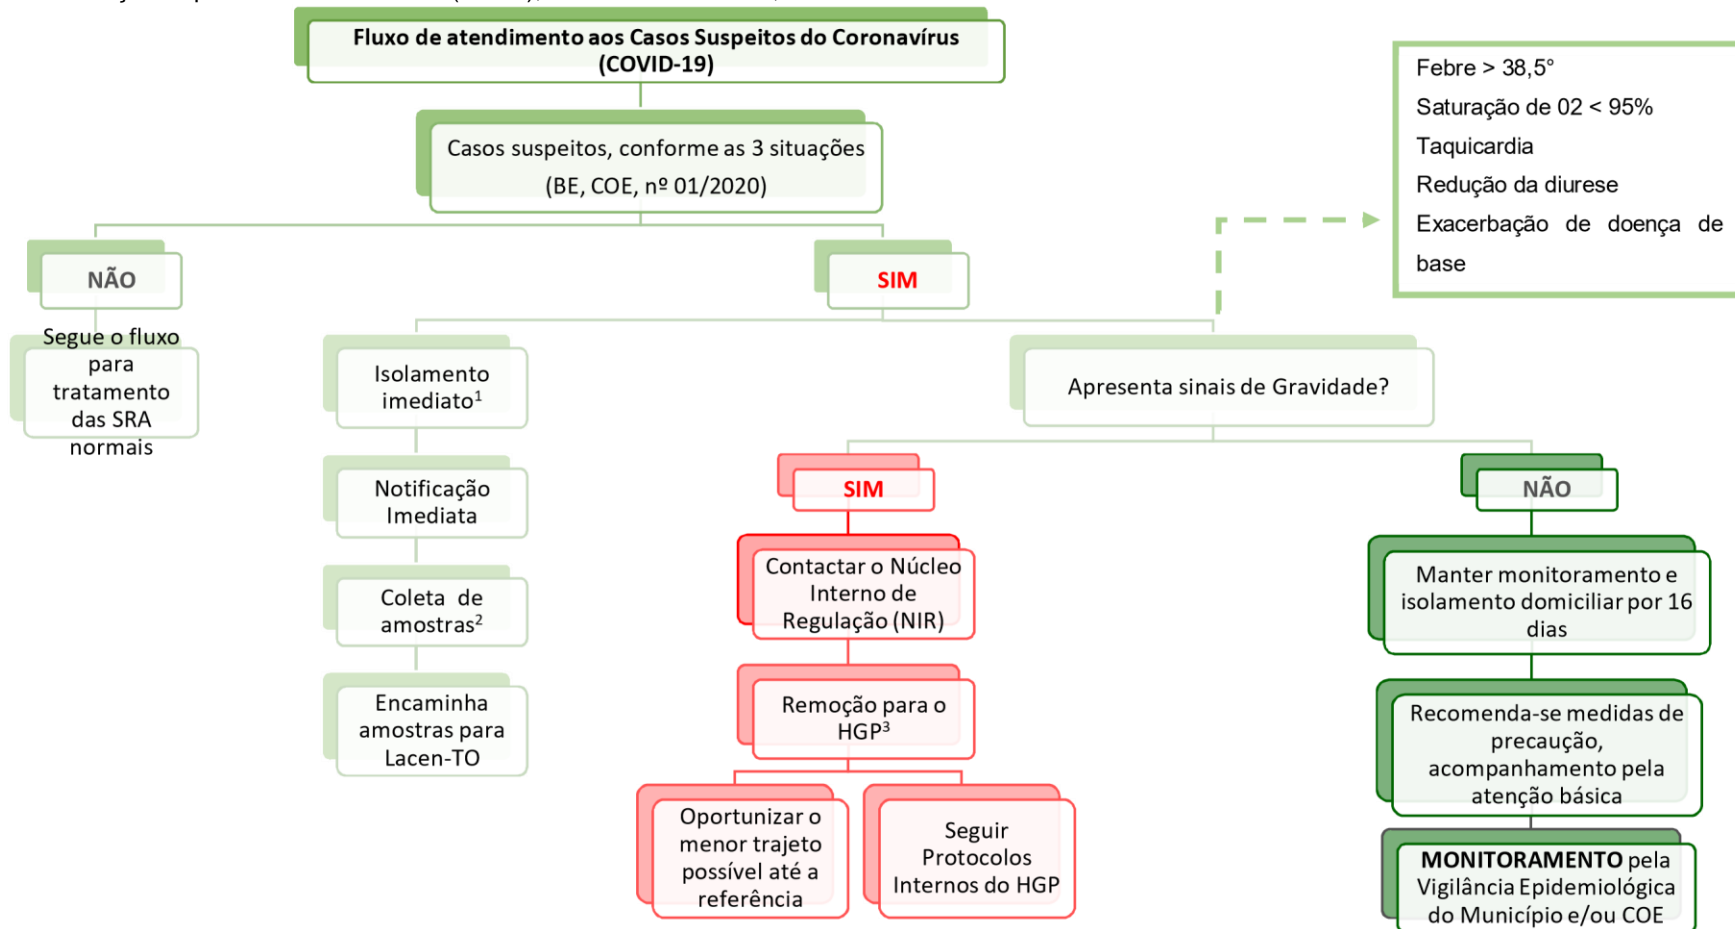 Fluxo de atendimento aos Casos Suspeitos do Coronavírus
(COVID-19)
Febre > 38,5°
Saturação de 02 < 95%
Taquicardia
Redução da diurese
Exacerbação de doença de
base
Casos suspeitos, conforme as 3 situações
(BE, COE, nº 01/2020)
NÃO
SIM
Segue o fluxo
para
tratamento
das SRA
normais
Isolamento
imediato¹
Notificação
Imediata
Coleta de
amostras²
Encaminha
amostras para
Lacen-TO
Apresenta sinais de Gravidade?
SIM
Contactar o Núcleo
Interno de
Regulação (NIR)
Remoção para o
HGP³
Oportunizar o
menor trajeto
possível até a
referência
Seguir
Protocolos
Internos do HGP
NÃO
Manter monitoramento e
isolamento domiciliar por 16
dias
Recomenda-se medidas de
precaução,
acompanhamento pela
atenção básica
MONITORAMENTO pela
Vigilância Epidemiológica
do Município e/ou COE